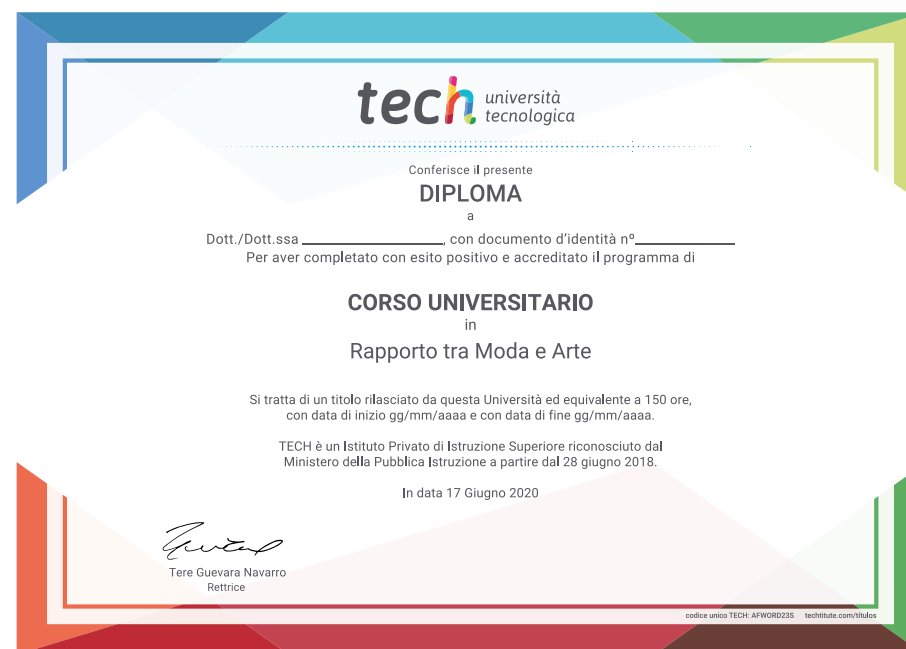 tech università
tecnologica
Conferisce il presente
DIPLOMA
a
Dott./Dott.ssa ____________________, con documento d'identità nº______________
Per aver completato con esito positivo e accreditato il programma di
CORSO UNIVERSITARIO
in
Rapporto tra Moda e Arte
Si tratta di un titolo rilasciato da questa Università ed equivalente a 150 ore,
con data di inizio gg/mm/aaaa e con data di fine gg/mm/aaaa.
TECH è un Istituto Privato di Istruzione Superiore riconosciuto dal
Ministero della Pubblica Istruzione a partire dal 28 giugno 2018.
In data 17 Giugno 2020
Tere Guevara Navarro
Rettrice
codice unico TECH: AFWORD23S techtitute.com/titulos